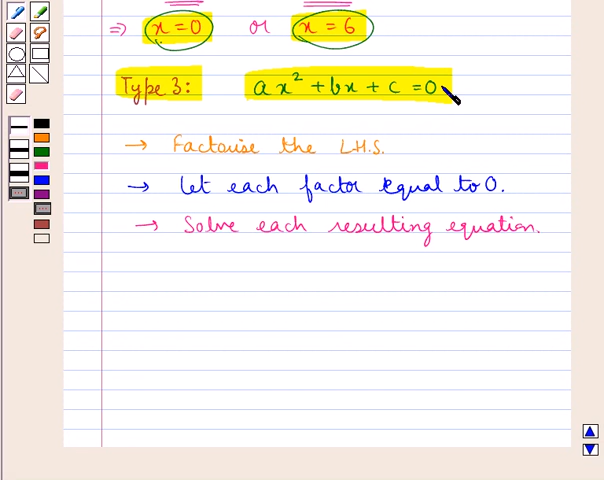 ⇒ x = 0 or x = 6
Type 3: ax² + bx + c = 0
→ Factorise the L.H.S.
→ Let each factor equal to 0.
→ Solve each resulting equation.